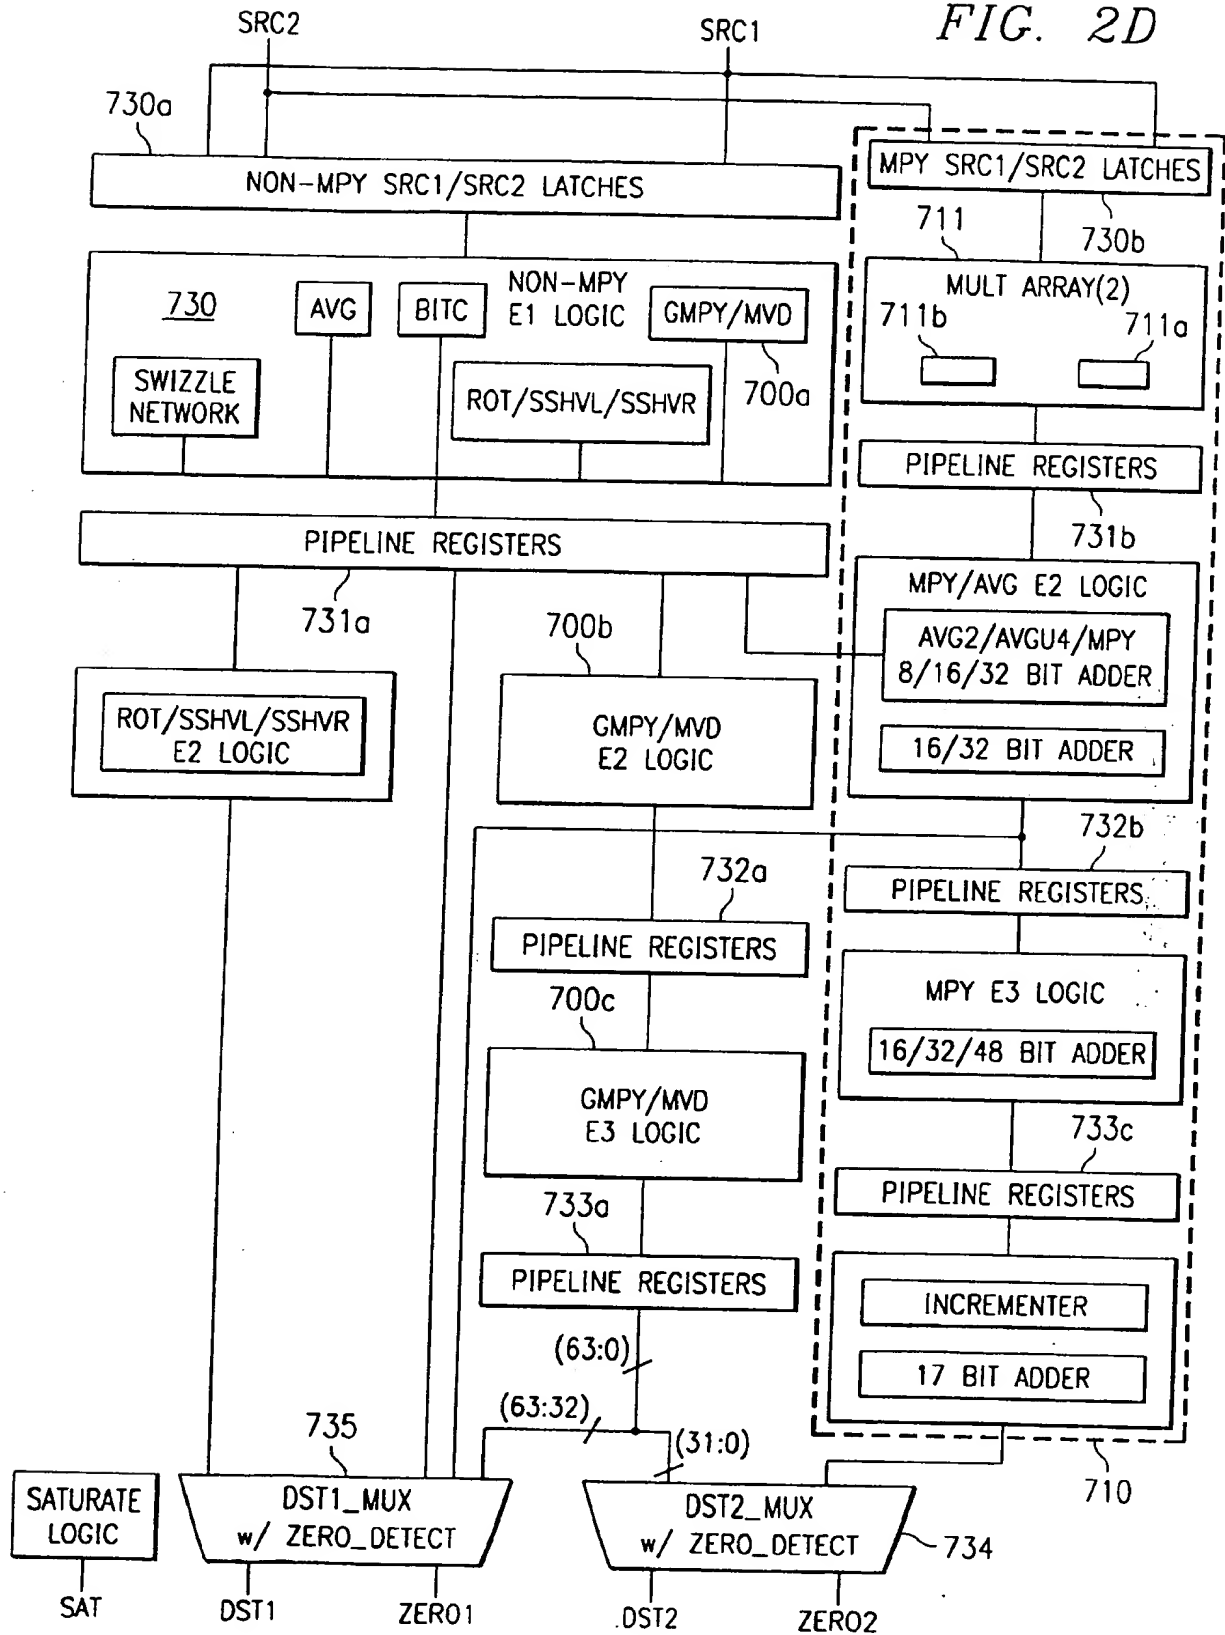 FIG. 2D
SRC2
SRC1
730a
NON-MPY SRC1/SRC2 LATCHES
MPY SRC1/SRC2 LATCHES
730b
711
730
AVG
BITC
NON-MPY
E1 LOGIC
GMPY/MVD
700a
SWIZZLE
NETWORK
ROT/SSHVL/SSHVR
MULT ARRAY(2)
711b
711a
PIPELINE REGISTERS
731b
PIPELINE REGISTERS
731a
700b
MPY/AVG E2 LOGIC
AVG2/AVGU4/MPY
8/16/32 BIT ADDER
16/32 BIT ADDER
ROT/SSHVL/SSHVR
E2 LOGIC
GMPY/MVD
E2 LOGIC
732b
732a
PIPELINE REGISTERS
PIPELINE REGISTERS
700c
MPY E3 LOGIC
16/32/48 BIT ADDER
GMPY/MVD
E3 LOGIC
733c
733a
PIPELINE REGISTERS
PIPELINE REGISTERS
INCREMENTER
17 BIT ADDER
(63:0)
(63:32)
(31:0)
735
710
SATURATE
LOGIC
DST1_MUX
w/ ZERO_DETECT
DST2_MUX
w/ ZERO_DETECT
734
SAT
DST1
ZERO1
DST2
ZERO2